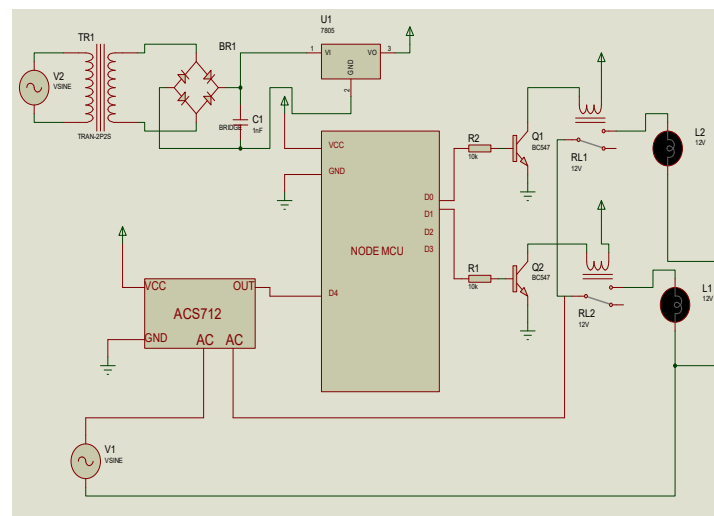 TR1
TRAN-2P2S
V2
VSINE
BR1
BRIDGE
C1
1nF
U1
7805
1
VI
VO
3
GND
2
VCC
GND
NODE MCU
D0
D1
D2
D3
D4
R2
10k
Q1
BC547
RL1
12V
L2
12V
R1
10k
Q2
BC547
RL2
12V
L1
12V
VCC
OUT
ACS712
GND
AC AC
V1
VSINE